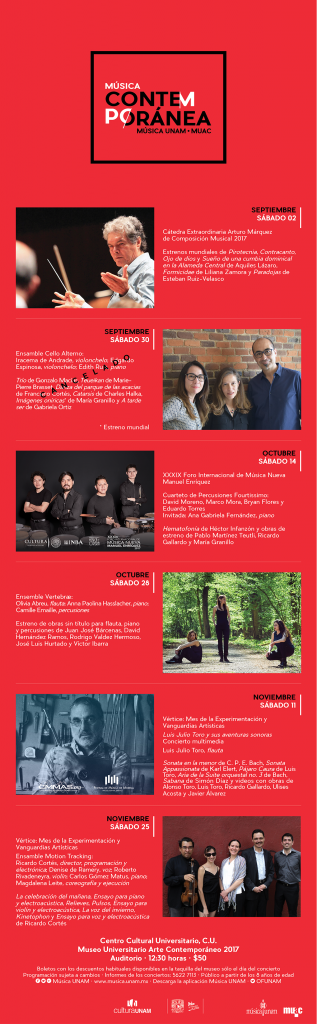 MÚSICA
CONTEM
PORÁNEA
MÚSICA UNAM • MUAC
SEPTIEMBRE
SÁBADO 02
Cátedra Extraordinaria Arturo Márquez
de Composición Musical 2017
Estrenos mundiales de Pirotecnia, Contracanto,
Ojo de dios y Sueño de una cumbia dominical
en la Alameda Central de Aquiles Lázaro,
Fornicidae de Liliana Zamora y Paradojas de
Esteban Ruiz-Velasco
SEPTIEMBRE
SÁBADO 30
Ensamble Cello Alterno:
Iracema de Andrade, violonchelo; Edgardo
Espinosa, violonchelo; Edith Ruiz, piano
Trío de Gonzalo Macías, de Marie-
Pierre Brasset, Danza del parque de las acacias
de Francisco Cortés, Catarsis de Charles Halka,
Imágenes oníricas* de María Granillo y A tarde
ser de Gabriela Ortiz
CANCELADO
* Estreno mundial
OCTUBRE
SÁBADO 14
XXXIX Foro Internacional de Música Nueva
Manuel Enríquez
Cuarteto de Percusiones Fourtissimo:
David Moreno, Marco Mora, Bryan Flores y
Eduardo Torres
Invitada: Ana Gabriela Fernández, piano
Hematofonía de Héctor Infanzón y obras de
estreno de Pablo Martínez Teutli, Ricardo
Gallardo y María Granillo
CULTURA
INBA
OCTUBRE
SÁBADO 28
Ensamble Vertebræ:
Olivia Abreu, flauta; Anna Paolina Hasslacher, piano;
Camille Emaille, percusiones
Estreno de obras sin título para flauta, piano
y percusiones de Juan José Bárcenas, David
Hernández Ramos, Rodrigo Valdez Hermoso,
José Luis Hurtado y Víctor Ibarra
NOVIEMBRE
SÁBADO 11
Vértice: Mes de la Experimentación y
Vanguardias Artísticas
Luis Julio Toro y sus aventuras sonoras
Concierto multimedia
Luis Julio Toro, flauta
Sonata en la menor de C. P. E. Bach, Sonata
Appassionata de Karl Elert, Pájaro Caura de Luis
Toro, Aria de la Suite orquestal no. 3 de Bach,
Sabana de Simón Díaz y videos con obras de
Alonso Toro, Luis Toro, Ricardo Gallardo, Ulises
Acosta y Javier Álvarez
CMMAS.org
NOVIEMBRE
SÁBADO 25
Vértice: Mes de la Experimentación y
Vanguardias Artísticas
Ensamble Motion Tracking:
Ricardo Cortés, director, programación y
electrónica; Denise de Ramery, voz; Roberto
Rivadeneyra, violín; Carlos Gómez Matus, piano;
Magdalena Leite, coreografía y ejecución
La celebración del mañana, Ensayo para piano
y electroacústica, Relieves, Pulsos, Ensayo para
violín y electroacústica, La voz del invierno,
Kinetophon y Ensayo para voz y electroacústica
de Ricardo Cortés
Centro Cultural Universitario, C.U.
Museo Universitario Arte Contemporáneo 2017
Auditorio • 12:30 horas • $50
Boletos con los descuentos habituales disponibles en la taquilla del museo sólo el día del concierto
Programación sujeta a cambios • Informes de los conciertos: 5622 7113 • Público a partir de los 8 años de edad
Música UNAM • www.musica.unam.mx • Descarga la aplicación Música UNAM • OFUNAM
culturaUNAM
músicaunam
muac